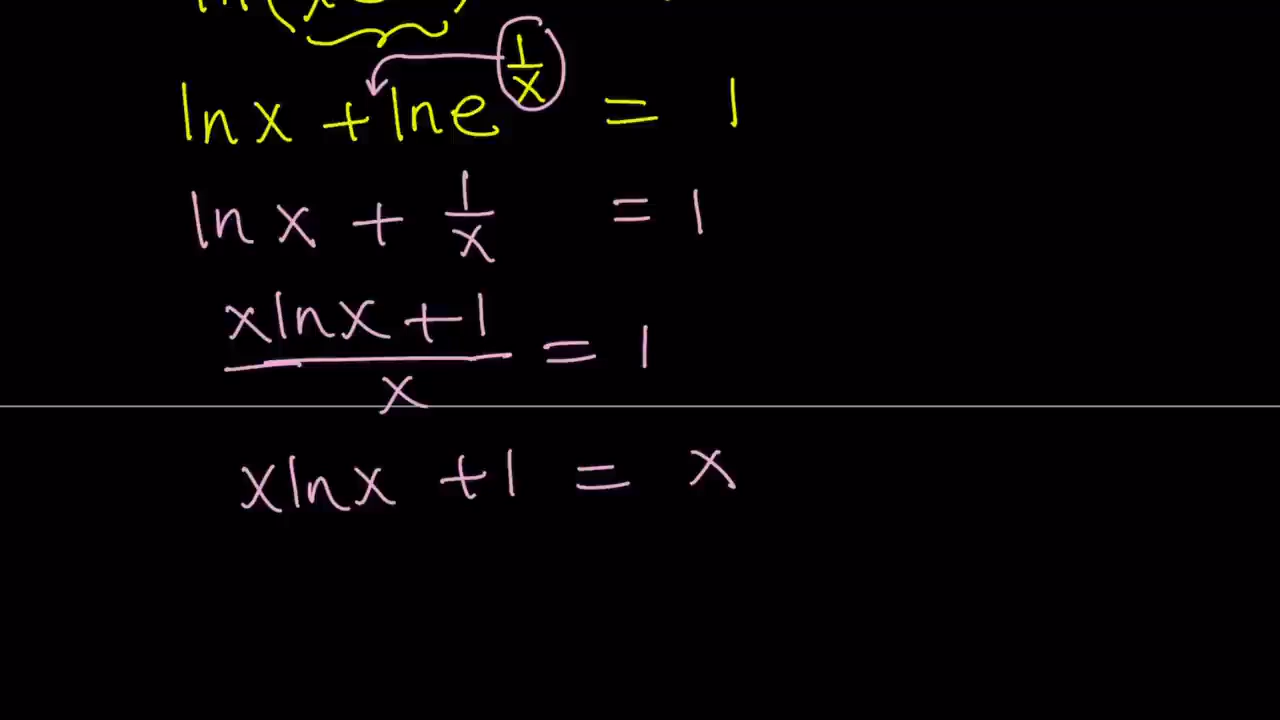 ln x + ln e^(1/x) = 1
ln x + 1/x = 1
(x ln x + 1)/x = 1
x ln x + 1 = x